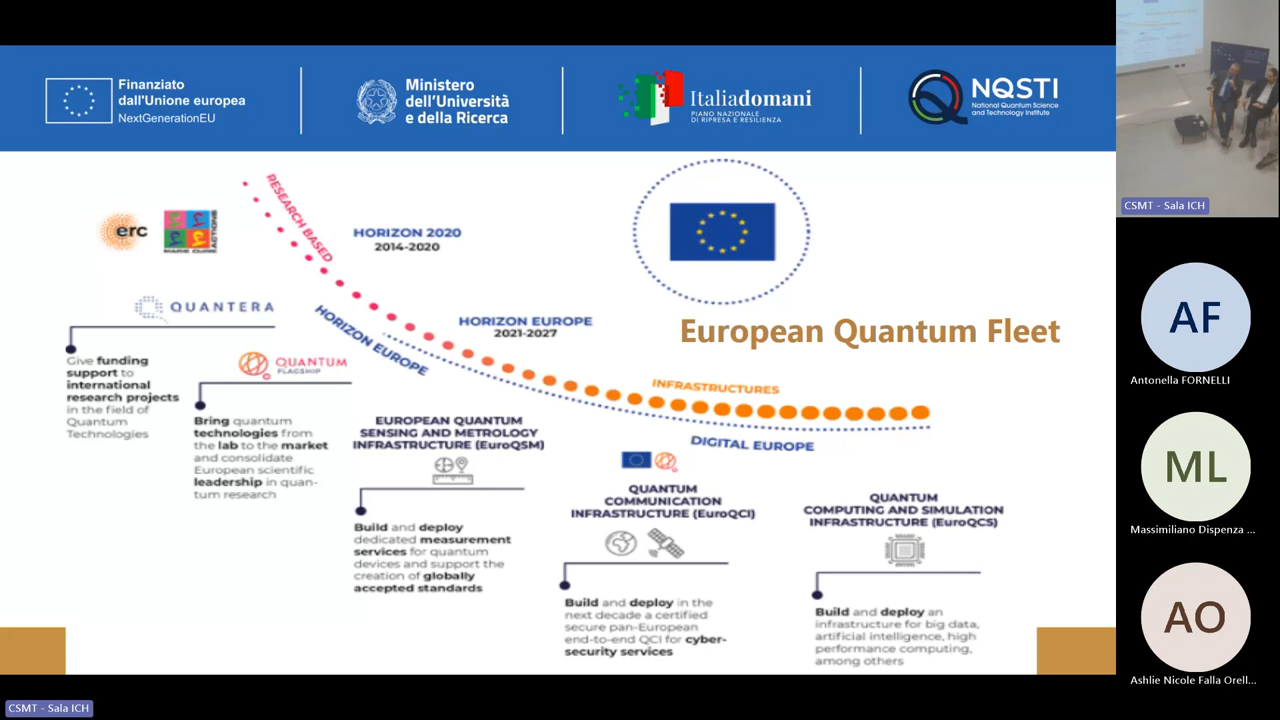 Finanziato
dall'Unione europea
NextGenerationEU
Ministero
dell'Università
e della Ricerca
Italiadomani
PIANO NAZIONALE
DI RIPRESA E RESILIENZA
NQSTI
National Quantum Science
and Technology Institute
CSMT - Sala ICH
erc
MARIE CURIE
ACTIONS
RESEARCH BASED
HORIZON 2020
2014-2020
QUANTERA
Give funding
support to
international
research projects
in the field of
Quantum
Technologies
QUANTUM
FLAGSHIP
Bring quantum
technologies from
the lab to the market
and consolidate
European scientific
leadership in quan-
tum research
HORIZON EUROPE
HORIZON EUROPE
2021-2027
European Quantum Fleet
INFRASTRUCTURES
DIGITAL EUROPE
EUROPEAN QUANTUM
SENSING AND METROLOGY
INFRASTRUCTURE (EuroQSM)
Build and deploy
dedicated measurement
services for quantum
devices and support the
creation of globally
accepted standards
QUANTUM
COMMUNICATION
INFRASTRUCTURE (EuroQCI)
Build and deploy in the
next decade a certified
secure pan-European
end-to-end QCI for cyber-
security services
QUANTUM
COMPUTING AND SIMULATION
INFRASTRUCTURE (EuroQCS)
Build and deploy an
infrastructure for big data,
artificial intelligence, high
performance computing,
among others
AF
Antonella FORNELLI
ML
Massimiliano Dispenza ...
AO
Ashlie Nicole Falla Orell...
CSMT - Sala ICH